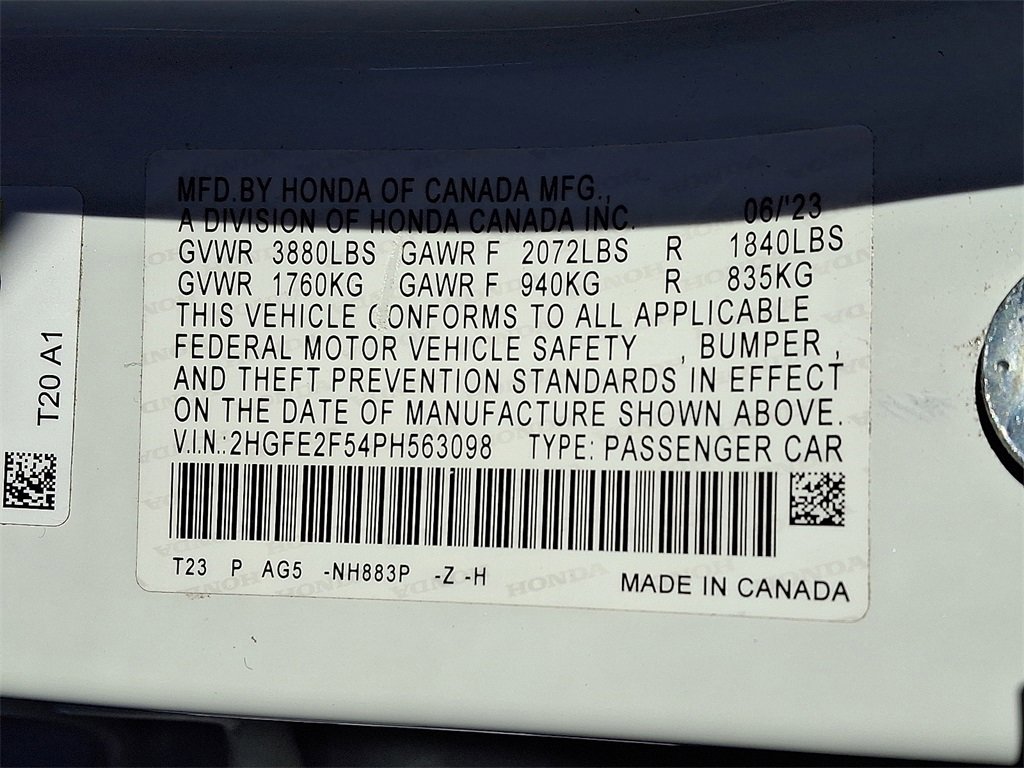 MFD.BY HONDA OF CANADA MFG.,
A DIVISION OF HONDA CANADA INC. 06/'23
GVWR 3880LBS GAWR F 2072LBS R 1840LBS
GVWR 1760KG GAWR F 940KG R 835KG
THIS VEHICLE CONFORMS TO ALL APPLICABLE
FEDERAL MOTOR VEHICLE SAFETY , BUMPER ,
AND THEFT PREVENTION STANDARDS IN EFFECT
ON THE DATE OF MANUFACTURE SHOWN ABOVE.
V.I.N.:2HGFE2F54PH563098 TYPE: PASSENGER CAR
T23 P AG5 -NH883P -Z -H
MADE IN CANADA
T20 A1
HONDA